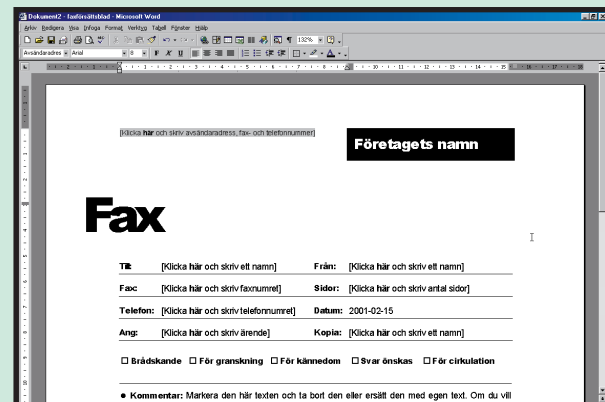 Dokument2 - faxförsättsblad - Microsoft Word
Arkiv Redigera Visa Infoga Format Verktyg Tabell Fönster Hjälp
132%
Avsändaradres Arial 8 F K U
[Klicka här och skriv avsändaradress, fax- och telefonnummer]
Företagets namn
Fax
Till: [Klicka här och skriv ett namn] Från: [Klicka här och skriv ett namn]
Fax: [Klicka här och skriv faxnumret] Sidor: [Klicka här och skriv antal sidor]
Telefon: [Klicka här och skriv telefonnumret] Datum: 2001-02-15
Ang: [Klicka här och skriv ärende] Kopia: [Klicka här och skriv ett namn]
☐ Brådskande ☐ För granskning ☐ För kännedom ☐ Svar önskas ☐ För cirkulation
● Kommentar: Markera den här texten och ta bort den eller ersätt den med egen text. Om du vill